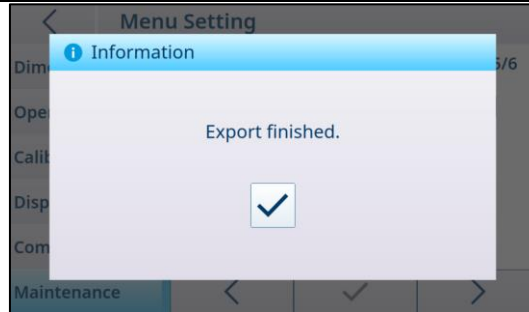 Menu Setting
Information
Export finished.
Maintenance